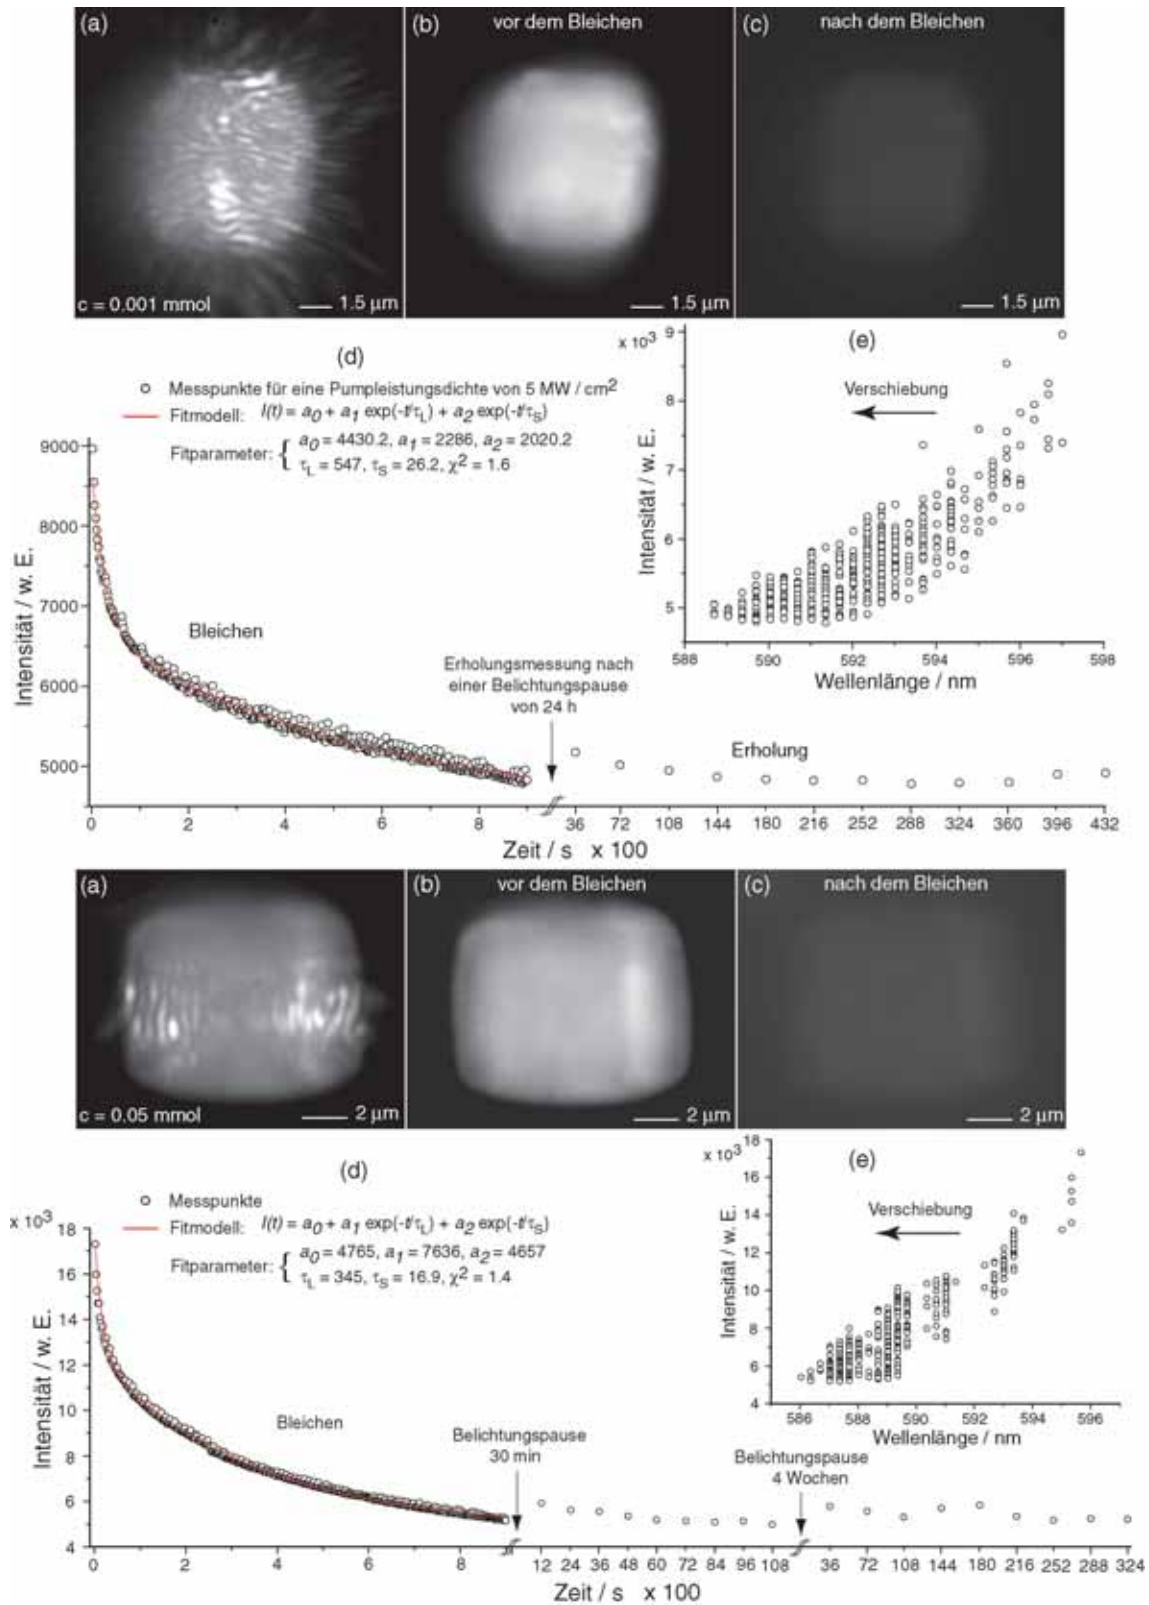 (a)
(b)
vor dem Bleichen
(c)
nach dem Bleichen
c = 0.001 mmol
1.5 µm
1.5 µm
1.5 µm
(d)
Messpunkte für eine Pumpleistungsdichte von 5 MW / cm²
Fitmodell: I(t) = a₀ + a₁ exp(-t/τL) + a₂ exp(-t/τS)
Fitparameter: { a₀ = 4430.2, a₁ = 2286, a₂ = 2020.2
τL = 547, τS = 26.2, χ² = 1.6
Intensität / w. E.
9000
8000
7000
6000
5000
Bleichen
Erholungsmessung nach
einer Belichtungspause
von 24 h
Erholung
0 2 4 6 8 36 72 108 144 180 216 252 288 324 360 396 432
Zeit / s x 100
(e)
x 10³
Verschiebung
Intensität / w. E.
9
8
7
6
5
588 590 592 594 596 598
Wellenlänge / nm
(a)
(b)
vor dem Bleichen
(c)
nach dem Bleichen
c = 0.05 mmol
2 µm
2 µm
2 µm
(d)
Messpunkte
Fitmodell: I(t) = a₀ + a₁ exp(-t/τL) + a₂ exp(-t/τS)
Fitparameter: { a₀ = 4765, a₁ = 7636, a₂ = 4657
τL = 345, τS = 16.9, χ² = 1.4
x 10³
Intensität / w. E.
18
16
14
12
10
8
6
4
Bleichen
Belichtungspause
30 min
Belichtungspause
4 Wochen
0 2 4 6 8 12 24 36 48 60 72 84 96 108 36 72 108 144 180 216 252 288 324
Zeit / s x 100
(e)
x 10³
Verschiebung
Intensität / w. E.
18
16
14
12
10
8
6
4
586 588 590 592 594 596
Wellenlänge / nm